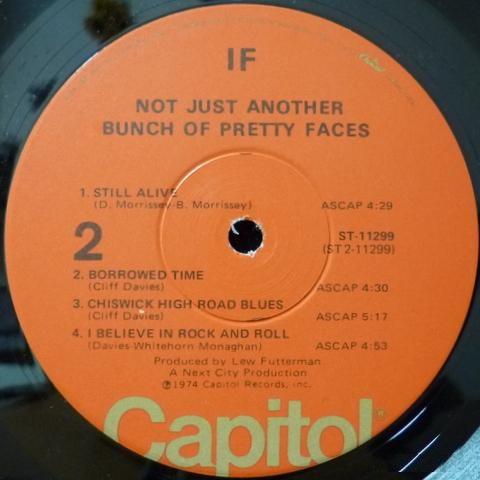 IF
NOT JUST ANOTHER
BUNCH OF PRETTY FACES
1. STILL ALIVE
(D. Morrissey-B. Morrissey) ASCAP 4:29
2
ST-11299
(ST 2-11299)
2. BORROWED TIME
(Cliff Davies) ASCAP 4:30
3. CHISWICK HIGH ROAD BLUES
(Cliff Davies) ASCAP 5:17
4. I BELIEVE IN ROCK AND ROLL
(Davies-Whitehorn Monaghan) ASCAP 4:53
Produced by Lew Futterman
A Next City Production
℗1974 Capitol Records, Inc.
Capitol®